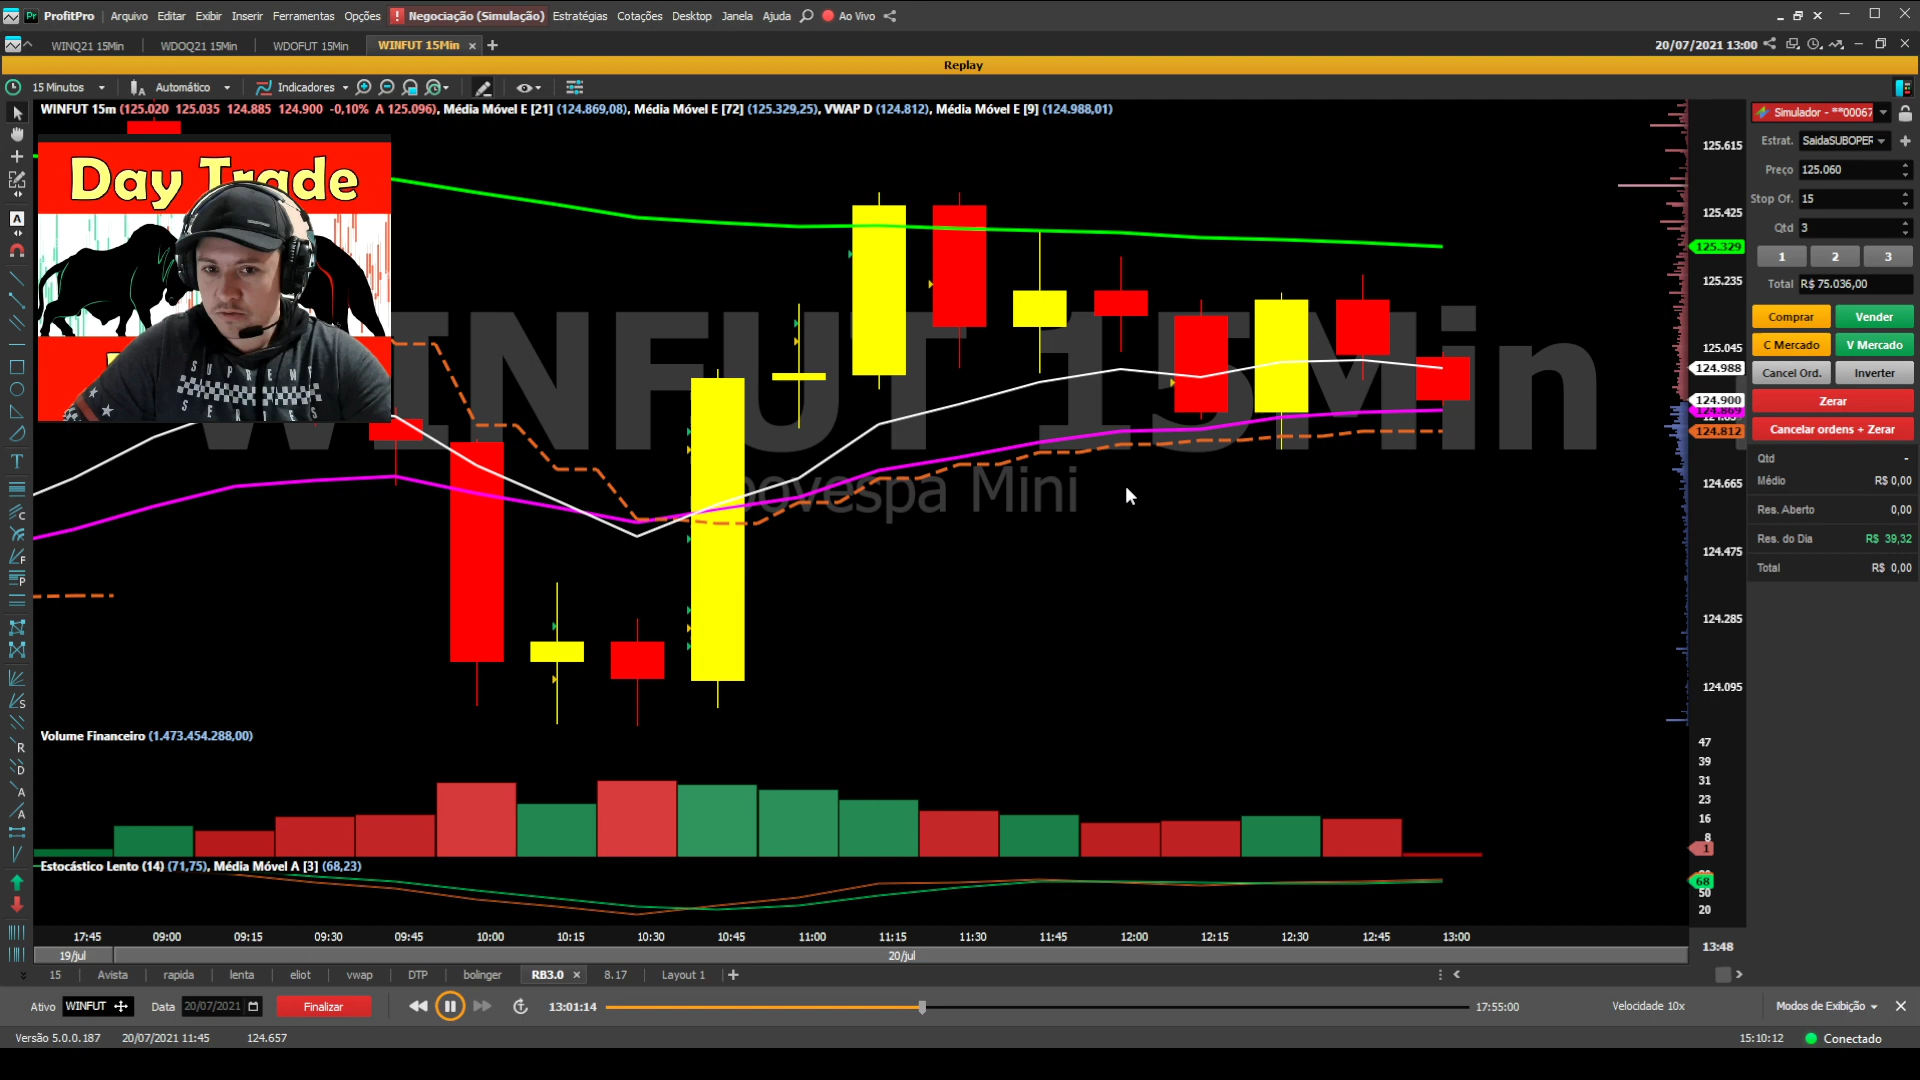 ProfitPro Arquivo Editar Exibir Inserir Ferramentas Opções ! Negociação (Simulação) Estratégias Cotações Desktop Janela Ajuda Ao Vivo
WINQ21 15Min WDOQ21 15Min WDOFUT 15Min WINFUT 15Min × + 20/07/2021 13:00
Replay
15 Minutos Automático Indicadores
WINFUT 15m (125.020 125.035 124.885 124.900 -0,10% A 125.096), Média Móvel E [21] (124.869,08), Média Móvel E [72] (125.329,25), VWAP D (124.812), Média Móvel E [9] (124.988,01)
Day Trade
SUPREME
SERIES
WINFUT 15Min
Mini
125.615
125.425
125.329
125.235
125.045
124.988
124.900
124.869
124.812
124.665
124.475
124.285
124.095
Simulador - **00067
Estrat. SaidaSUBOPER
Preço 125.060
Stop Of. 15
Qtd 3
1 2 3
Total R$ 75.036,00
Comprar Vender
C Mercado V Mercado
Cancel Ord. Inverter
Zerar
Cancelar ordens + Zerar
Qtd -
Médio R$ 0,00
Res. Aberto 0,00
Res. do Dia R$ 39,32
Total R$ 0,00
Volume Financeiro (1.473.454.288,00)
47
39
31
23
16
8
1
Estocástico Lento (14) (71,75), Média Móvel A [3] (68,23)
68
50
20
17:45 09:00 09:15 09:30 09:45 10:00 10:15 10:30 10:45 11:00 11:15 11:30 11:45 12:00 12:15 12:30 12:45 13:00 13:48
19/jul 20/jul
15 Avista rapida lenta eliot vwap DTP bolinger RB3.0 × 8.17 Layout 1 +
Ativo WINFUT Data 20/07/2021 Finalizar 13:01:14 17:55:00 Velocidade 10x Modos de Exibição
Versão 5.0.0.187 20/07/2021 11:45 124.657 15:10:12 Conectado